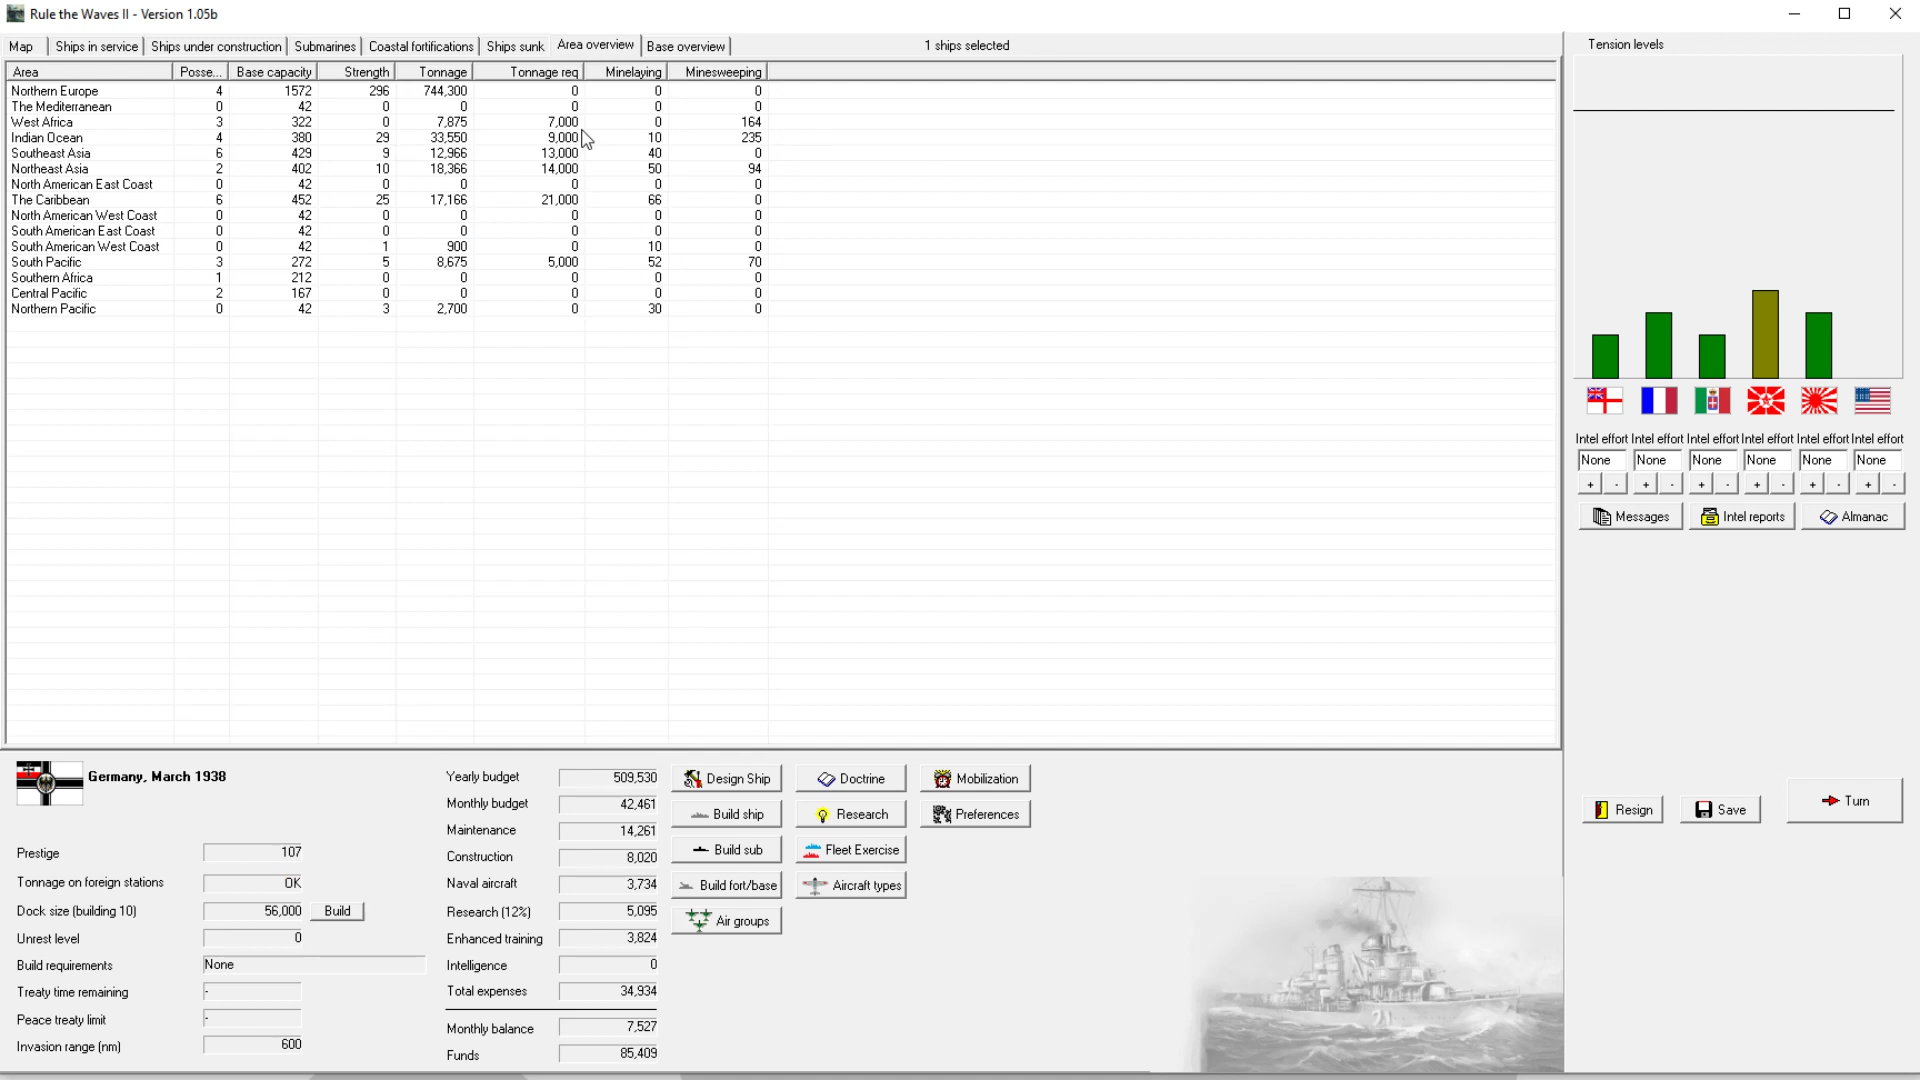 Rule the Waves II - Version 1.05b
Map Ships in service Ships under construction Submarines Coastal fortifications Ships sunk Area overview Base overview 1 ships selected
Area Posse... Base capacity Strength Tonnage Tonnage req Minelaying Minesweeping
Northern Europe 4 1572 296 744,300 0 0 0
The Mediterranean 0 42 0 0 0 0 0
West Africa 3 322 0 7,875 7,000 0 164
Indian Ocean 4 380 29 33,550 9,000 10 235
Southeast Asia 6 429 9 12,966 13,000 40 0
Northeast Asia 2 402 10 18,366 14,000 50 94
North American East Coast 0 42 0 0 0 0 0
The Caribbean 6 452 25 17,166 21,000 66 0
North American West Coast 0 42 0 0 0 0 0
South American East Coast 0 42 0 0 0 0 0
South American West Coast 0 42 1 900 0 10 0
South Pacific 3 272 5 8,675 5,000 52 70
Southern Africa 1 212 0 0 0 0 0
Central Pacific 2 167 0 0 0 0 0
Northern Pacific 0 42 3 2,700 0 30 0
Tension levels
Intel effort Intel effort Intel effort Intel effort Intel effort Intel effort
None None None None None None
+ - + - + - + - + - + -
Messages Intel reports Almanac
Germany, March 1938
Prestige 107
Tonnage on foreign stations OK
Dock size (building 10) 56,000 Build
Unrest level 0
Build requirements None
Treaty time remaining -
Peace treaty limit -
Invasion range (nm) 600
Yearly budget 509,530
Monthly budget 42,461
Maintenance 14,261
Construction 8,020
Naval aircraft 3,734
Research (12%) 5,095
Enhanced training 3,824
Intelligence 0
Total expenses 34,934
Monthly balance 7,527
Funds 85,409
Design Ship Doctrine Mobilization
Build ship Research Preferences
Build sub Fleet Exercise
Build fort/base Aircraft types
Air groups
Resign Save Turn